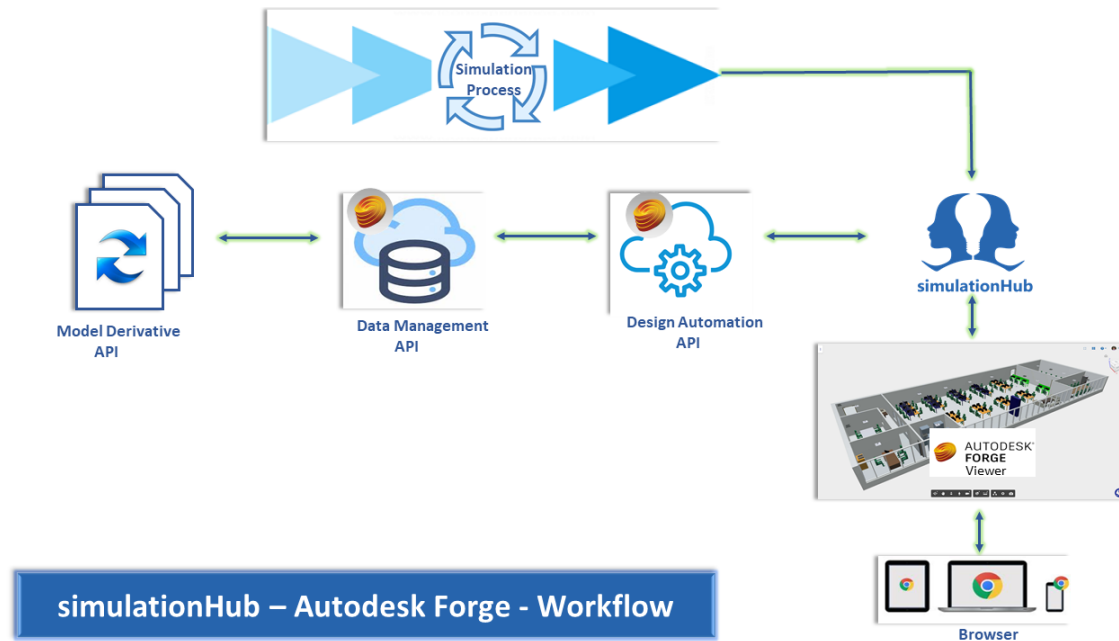 Simulation
Process
Model Derivative
API
Data Management
API
Design Automation
API
simulationHub
AUTODESK®
FORGE
Viewer
simulationHub – Autodesk Forge - Workflow
Browser